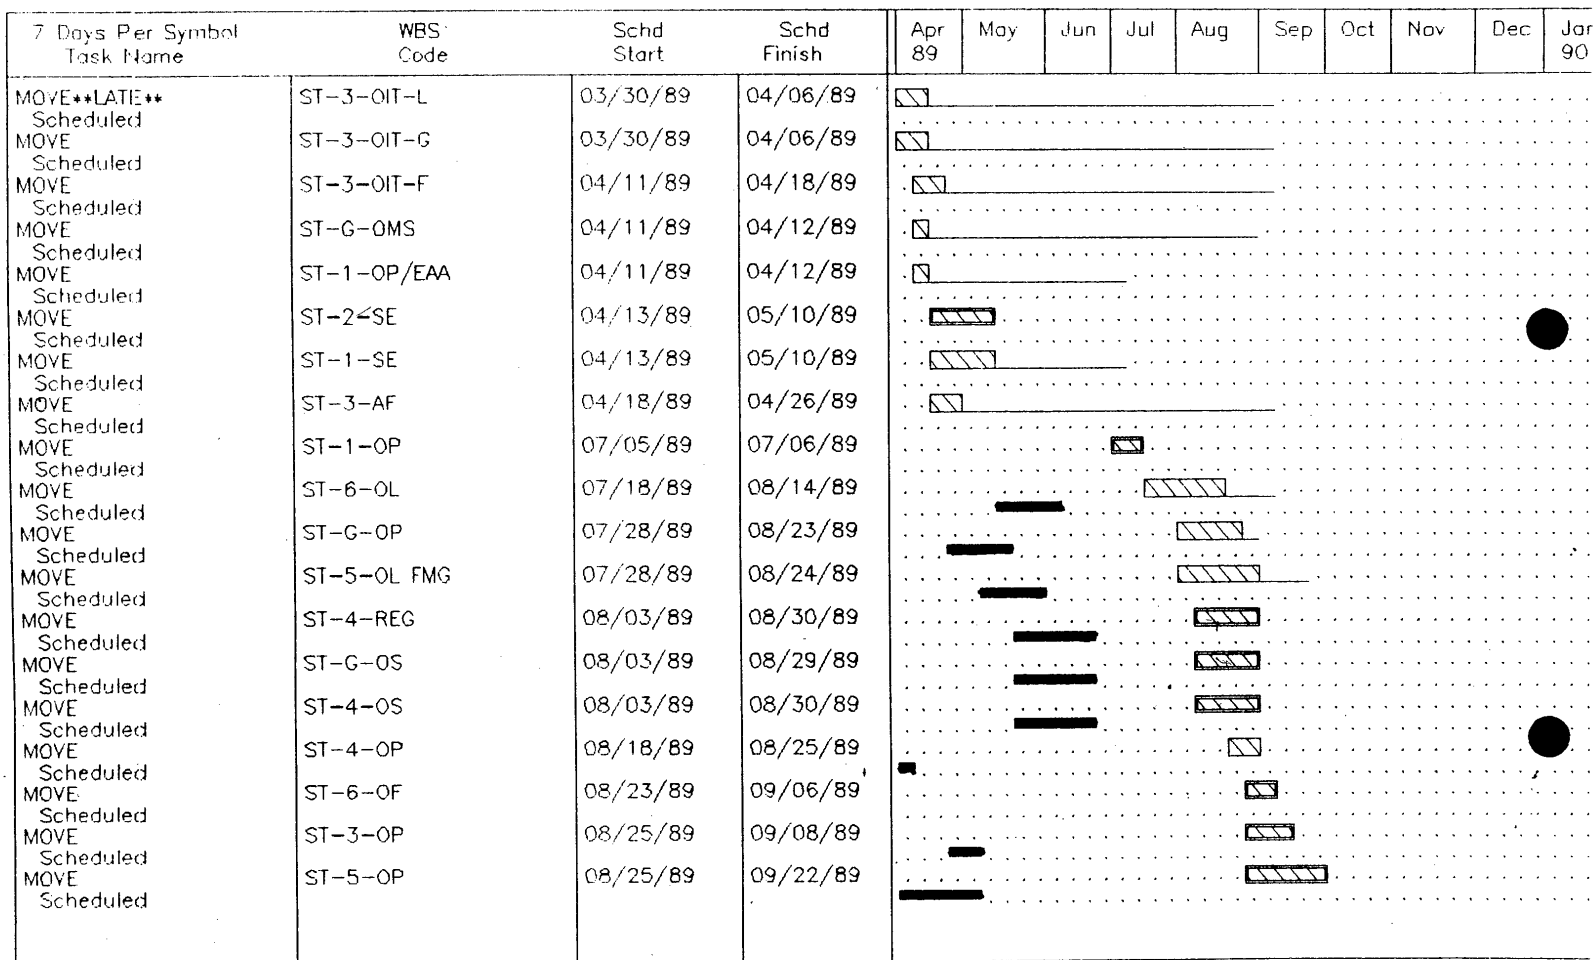 7 Days Per Symbol WBS Schd Schd Apr May Jun Jul Aug Sep Oct Nov Dec Jan
Task Name Code Start Finish 89 90
MOVE**LATE** ST-3-OIT-L 03/30/89 04/06/89
Scheduled
MOVE ST-3-OIT-G 03/30/89 04/06/89
Scheduled
MOVE ST-3-OIT-F 04/11/89 04/18/89
Scheduled
MOVE ST-G-OMS 04/11/89 04/12/89
Scheduled
MOVE ST-1-OP/EAA 04/11/89 04/12/89
Scheduled
MOVE ST-2-SE 04/13/89 05/10/89
Scheduled
MOVE ST-1-SE 04/13/89 05/10/89
Scheduled
MOVE ST-3-AF 04/18/89 04/26/89
Scheduled
MOVE ST-1-OP 07/05/89 07/06/89
Scheduled
MOVE ST-6-OL 07/18/89 08/14/89
Scheduled
MOVE ST-G-OP 07/28/89 08/23/89
Scheduled
MOVE ST-5-OL FMG 07/28/89 08/24/89
Scheduled
MOVE ST-4-REG 08/03/89 08/30/89
Scheduled
MOVE ST-G-OS 08/03/89 08/29/89
Scheduled
MOVE ST-4-OS 08/03/89 08/30/89
Scheduled
MOVE ST-4-OP 08/18/89 08/25/89
Scheduled
MOVE ST-6-OF 08/23/89 09/06/89
Scheduled
MOVE ST-3-OP 08/25/89 09/08/89
Scheduled
MOVE ST-5-OP 08/25/89 09/22/89
Scheduled